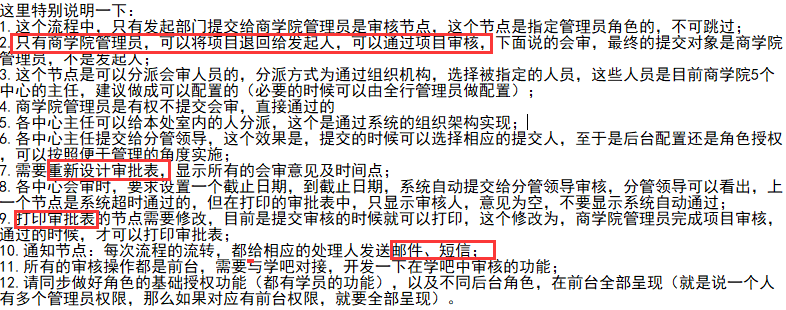 这里特别说明一下：
1. 这个流程中，只有发起部门提交给商学院管理员是审核节点，这个节点是指定管理员角色的，不可跳过；
2. 只有商学院管理员，可以将项目退回给发起人，可以通过项目审核，下面说的会审，最终的提交对象是商学院
管理员，不是发起人；
3. 这个节点是可以分派会审人员的，分派方式为通过组织机构，选择被指定的人员，这些人员是目前商学院5个
中心的主任，建议做成可以配置的（必要的时候可以由全行管理员做配置）；
4. 商学院管理员是有权不提交会审，直接通过的
5. 各中心主任可以给本处室内的人分派，这个是通过系统的组织架构实现；
6. 各中心主任提交给分管领导，这个效果是，提交的时候可以选择相应的提交人，至于是后台配置还是角色授权
，可以按照便于管理的角度实施；
7. 需要重新设计审批表，显示所有的会审意见及时间点；
8. 各中心会审时，要求设置一个截止日期，到截止日期，系统自动提交给分管领导审核，分管领导可以看出，上
一个节点是系统超时通过的，但在打印的审批表中，只显示审核人，意见为空，不要显示系统自动通过；
9. 打印审批表的节点需要修改，目前是提交审核的时候就可以打印，这个修改为，商学院管理员完成项目审核，
通过的时候，才可以打印审批表；
10. 通知节点：每次流程的流转，都给相应的处理人发送邮件、短信；
11. 所有的审核操作都是前台，需要与学吧对接，开发一下在学吧中审核的功能；
12. 请同步做好角色的基础授权功能（都有学员的功能），以及不同后台角色，在前台全部呈现（就是说一个人
有多个管理员权限，那么如果对应有前台权限，就要全部呈现）。